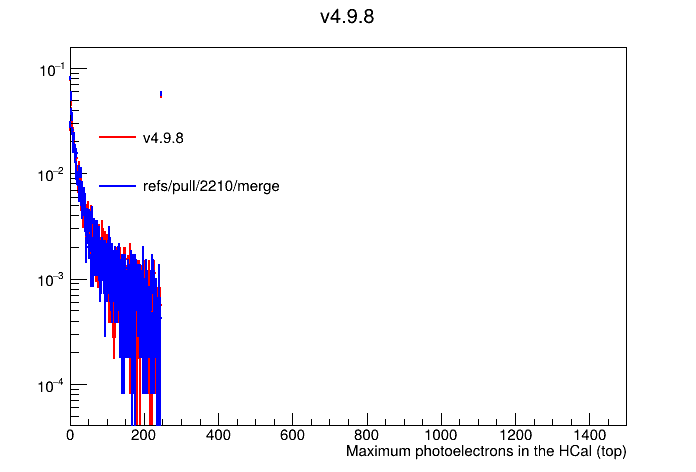 v4.9.8
10⁻¹
v4.9.8
10⁻²
refs/pull/2210/merge
10⁻³
10⁻⁴
0 200 400 600 800 1000 1200 1400
Maximum photoelectrons in the HCal (top)